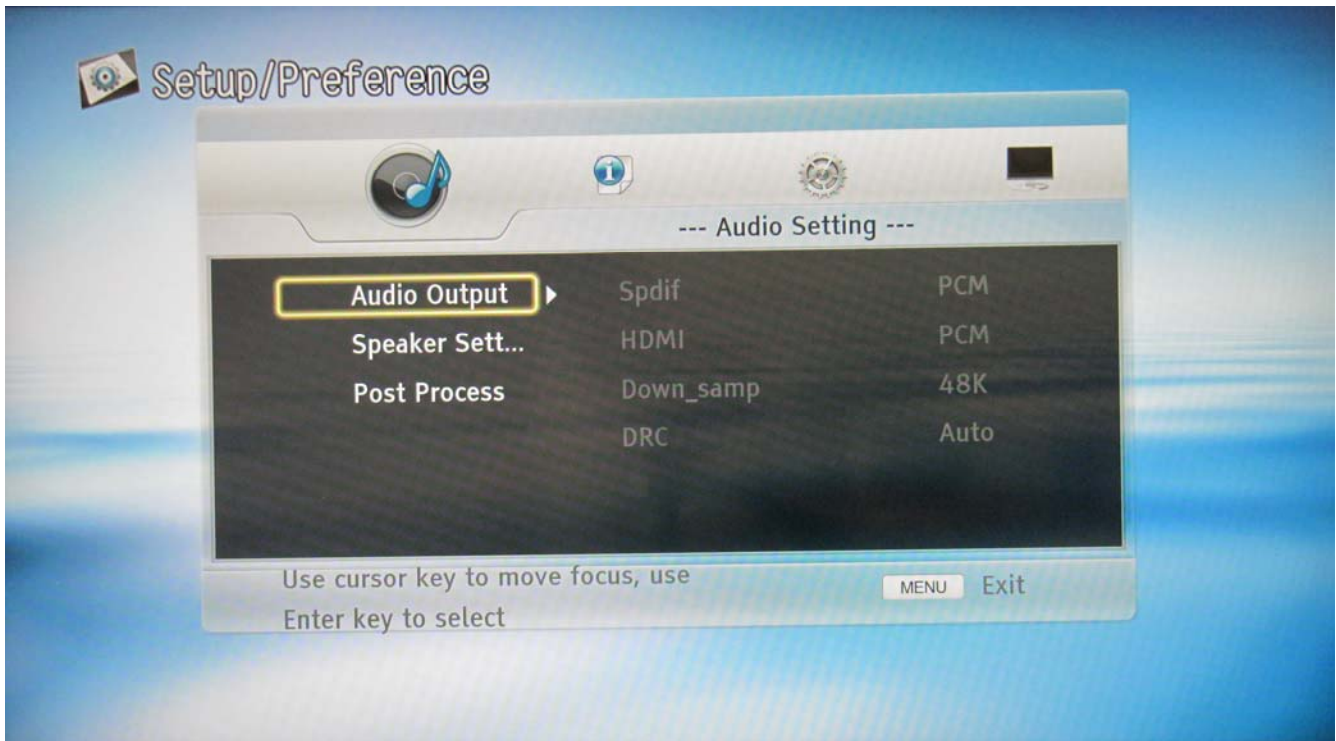 Setup/Preference
--- Audio Setting ---
Audio Output Spdif PCM
Speaker Sett... HDMI PCM
Post Process Down_samp 48K
DRC Auto
Use cursor key to move focus, use
Enter key to select
MENU Exit